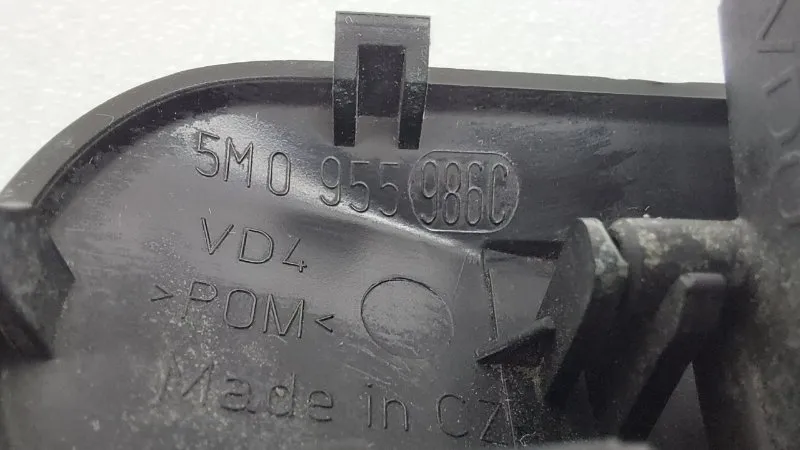 5M0 955 986C
VD4
>POM<
Made in CZ